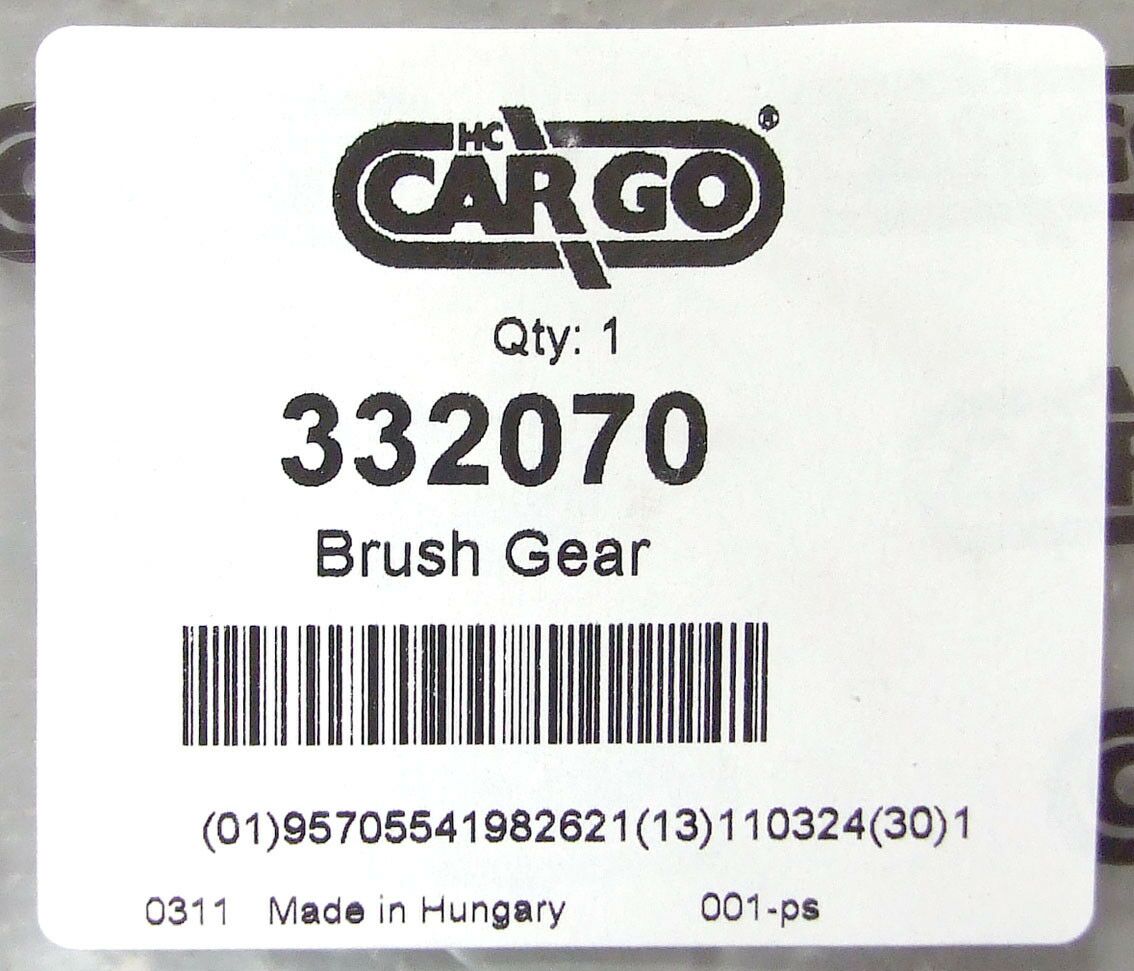 HC
CARGO®
Qty: 1
332070
Brush Gear
(01)95705541982621(13)110324(30)1
0311 Made in Hungary 001-ps